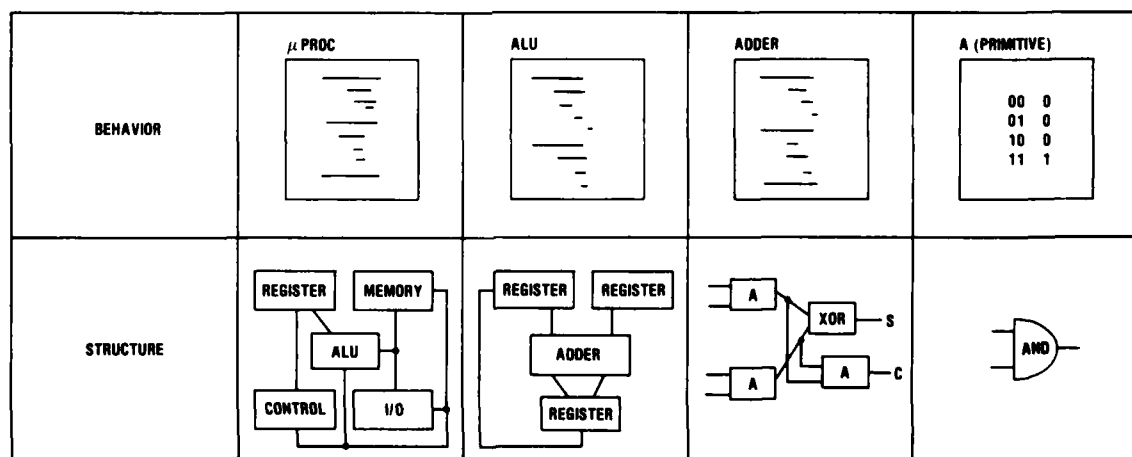 μ PROC
ALU
ADDER
A (PRIMITIVE)
BEHAVIOR
00 0
01 0
10 0
11 1
STRUCTURE
REGISTER
MEMORY
ALU
CONTROL
I/O
REGISTER
REGISTER
ADDER
REGISTER
A
XOR
S
A
A
C
AND